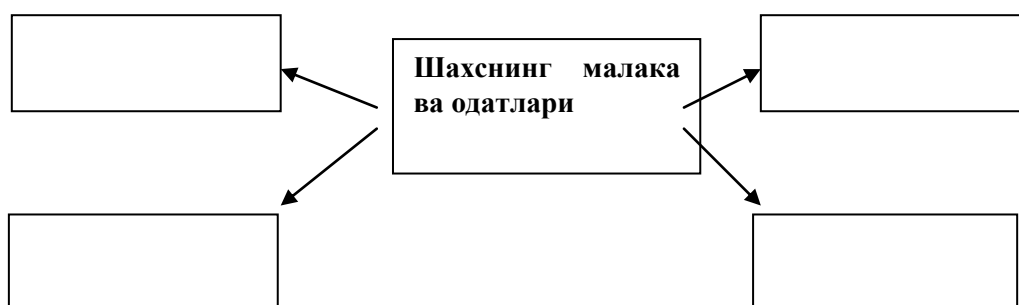 Шахснинг малака
ва одатлари